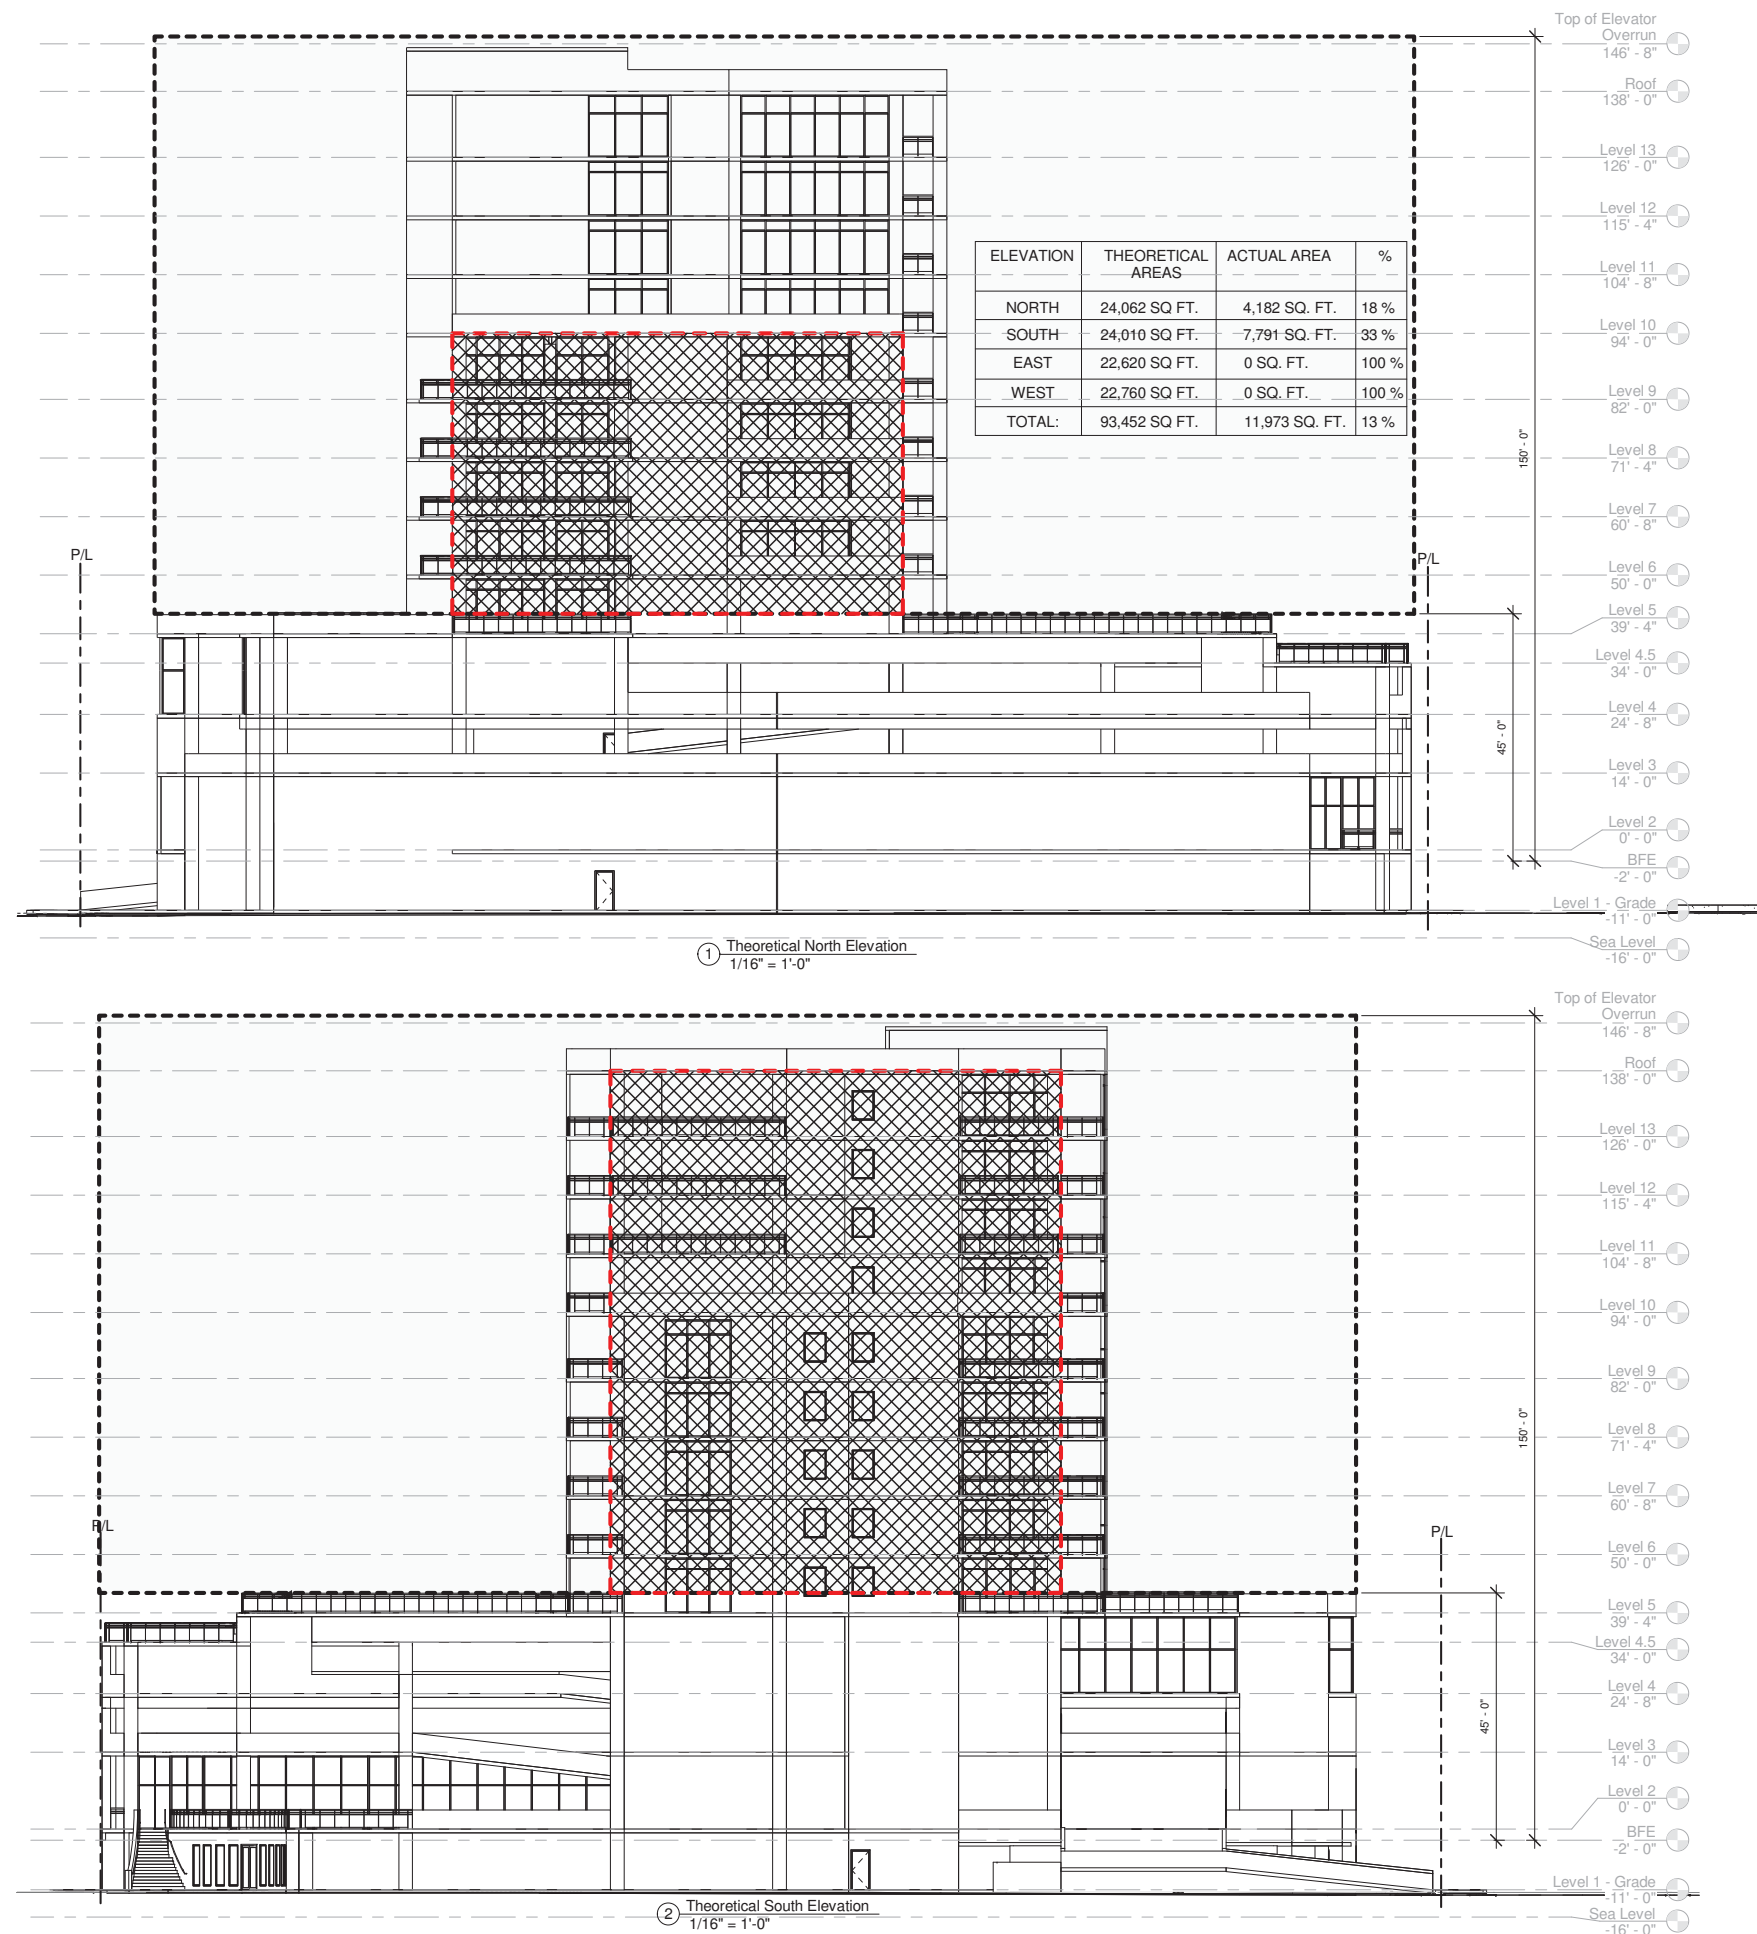 Top of Elevator
Overrun
146' - 8"
Roof
138' - 0"
Level 13
126' - 0"
Level 12
115' - 4"
ELEVATION THEORETICAL AREAS ACTUAL AREA %
NORTH 24,062 SQ FT. 4,182 SQ. FT. 18 %
SOUTH 24,010 SQ FT. 7,791 SQ. FT. 33 %
EAST 22,620 SQ FT. 0 SQ. FT. 100 %
WEST 22,760 SQ FT. 0 SQ. FT. 100 %
TOTAL: 93,452 SQ FT. 11,973 SQ. FT. 13 %
Level 11
104' - 8"
Level 10
94' - 0"
Level 9
82' - 0"
150' - 0"
Level 8
71' - 4"
Level 7
60' - 8"
P/L
P/L
Level 6
50' - 0"
Level 5
39' - 4"
Level 4.5
34' - 0"
Level 4
24' - 8"
45' - 0"
Level 3
14' - 0"
Level 2
0' - 0"
BFE
-2' - 0"
Level 1 - Grade
-11' - 0"
Sea Level
-16' - 0"
1 Theoretical North Elevation
1/16" = 1'-0"
Top of Elevator
Overrun
146' - 8"
Roof
138' - 0"
Level 13
126' - 0"
Level 12
115' - 4"
Level 11
104' - 8"
Level 10
94' - 0"
Level 9
82' - 0"
150' - 0"
Level 8
71' - 4"
Level 7
60' - 8"
P/L
P/L
Level 6
50' - 0"
Level 5
39' - 4"
Level 4.5
34' - 0"
Level 4
24' - 8"
45' - 0"
Level 3
14' - 0"
Level 2
0' - 0"
BFE
-2' - 0"
Level 1 - Grade
-11' - 0"
Sea Level
-16' - 0"
2 Theoretical South Elevation
1/16" = 1'-0"